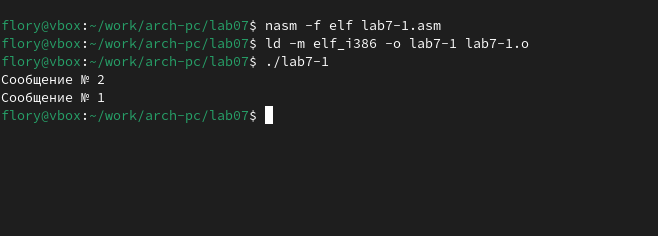 flory@vbox:~/work/arch-pc/lab07$ nasm -f elf lab7-1.asm
flory@vbox:~/work/arch-pc/lab07$ ld -m elf_i386 -o lab7-1 lab7-1.o
flory@vbox:~/work/arch-pc/lab07$ ./lab7-1
Сообщение № 2
Сообщение № 1
flory@vbox:~/work/arch-pc/lab07$